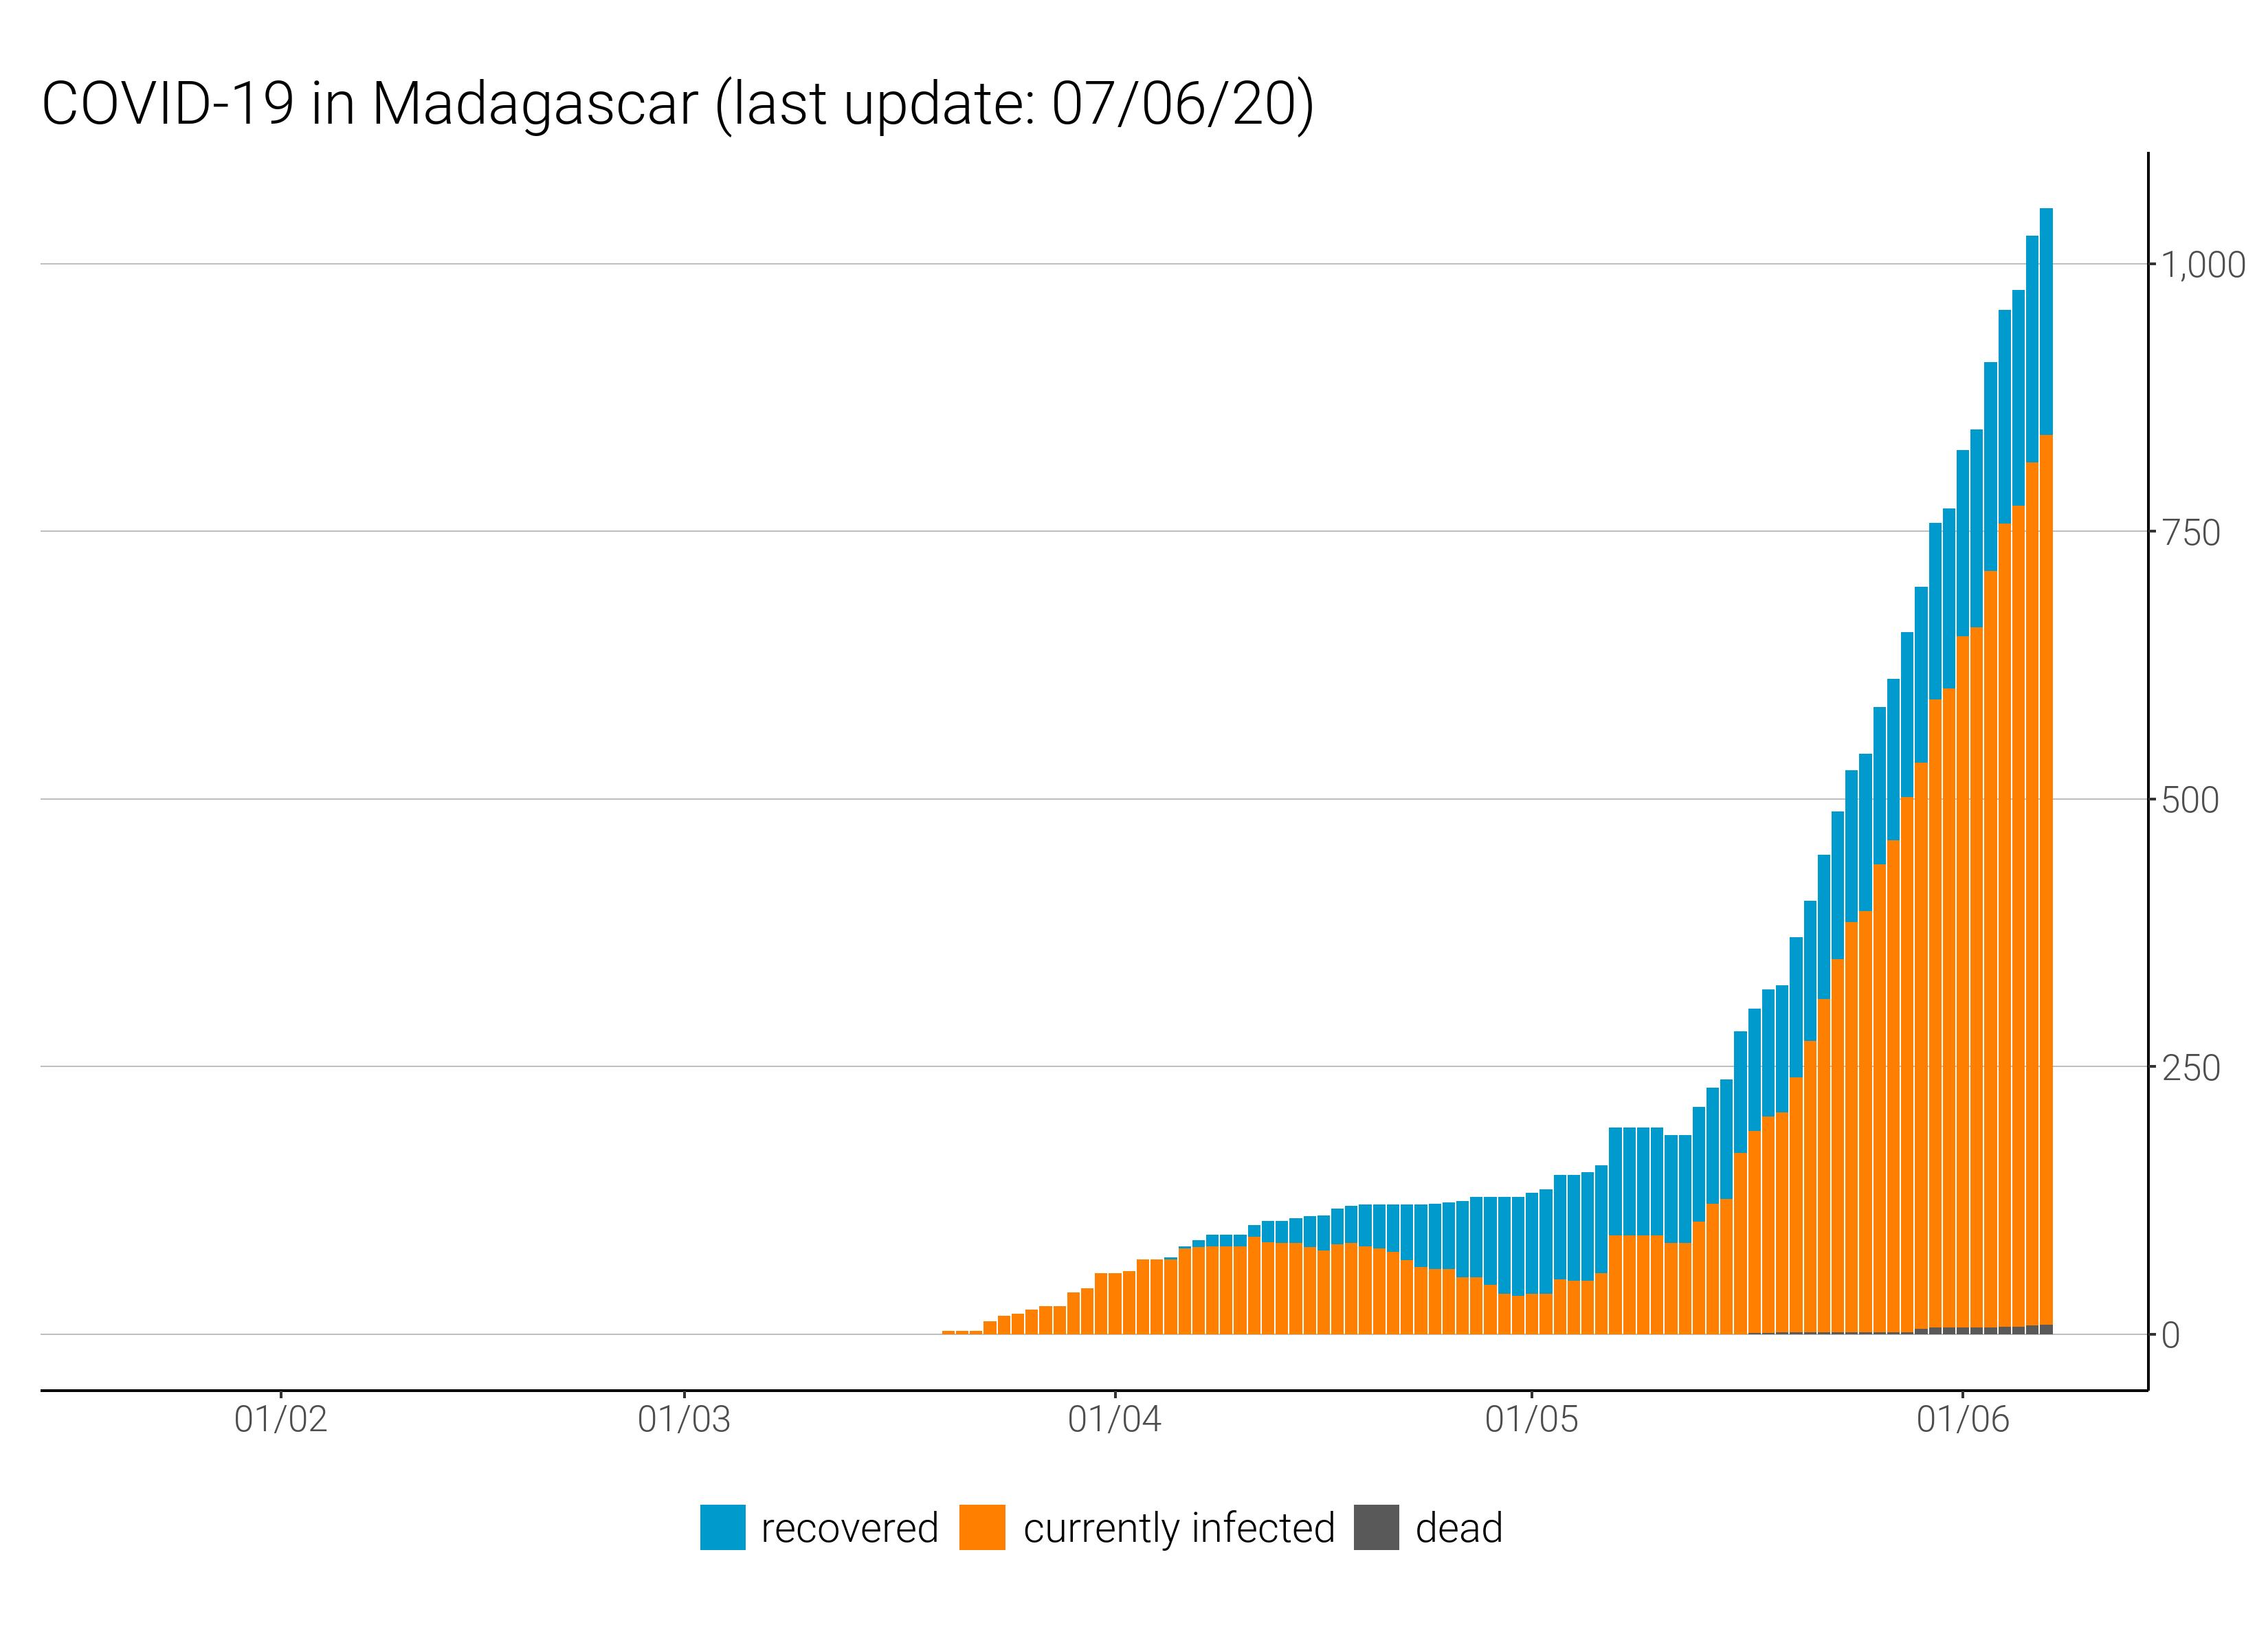 COVID-19 in Madagascar (last update: 07/06/20)
1,000
750
500
250
0
01/02 01/03 01/04 01/05 01/06
recovered currently infected dead